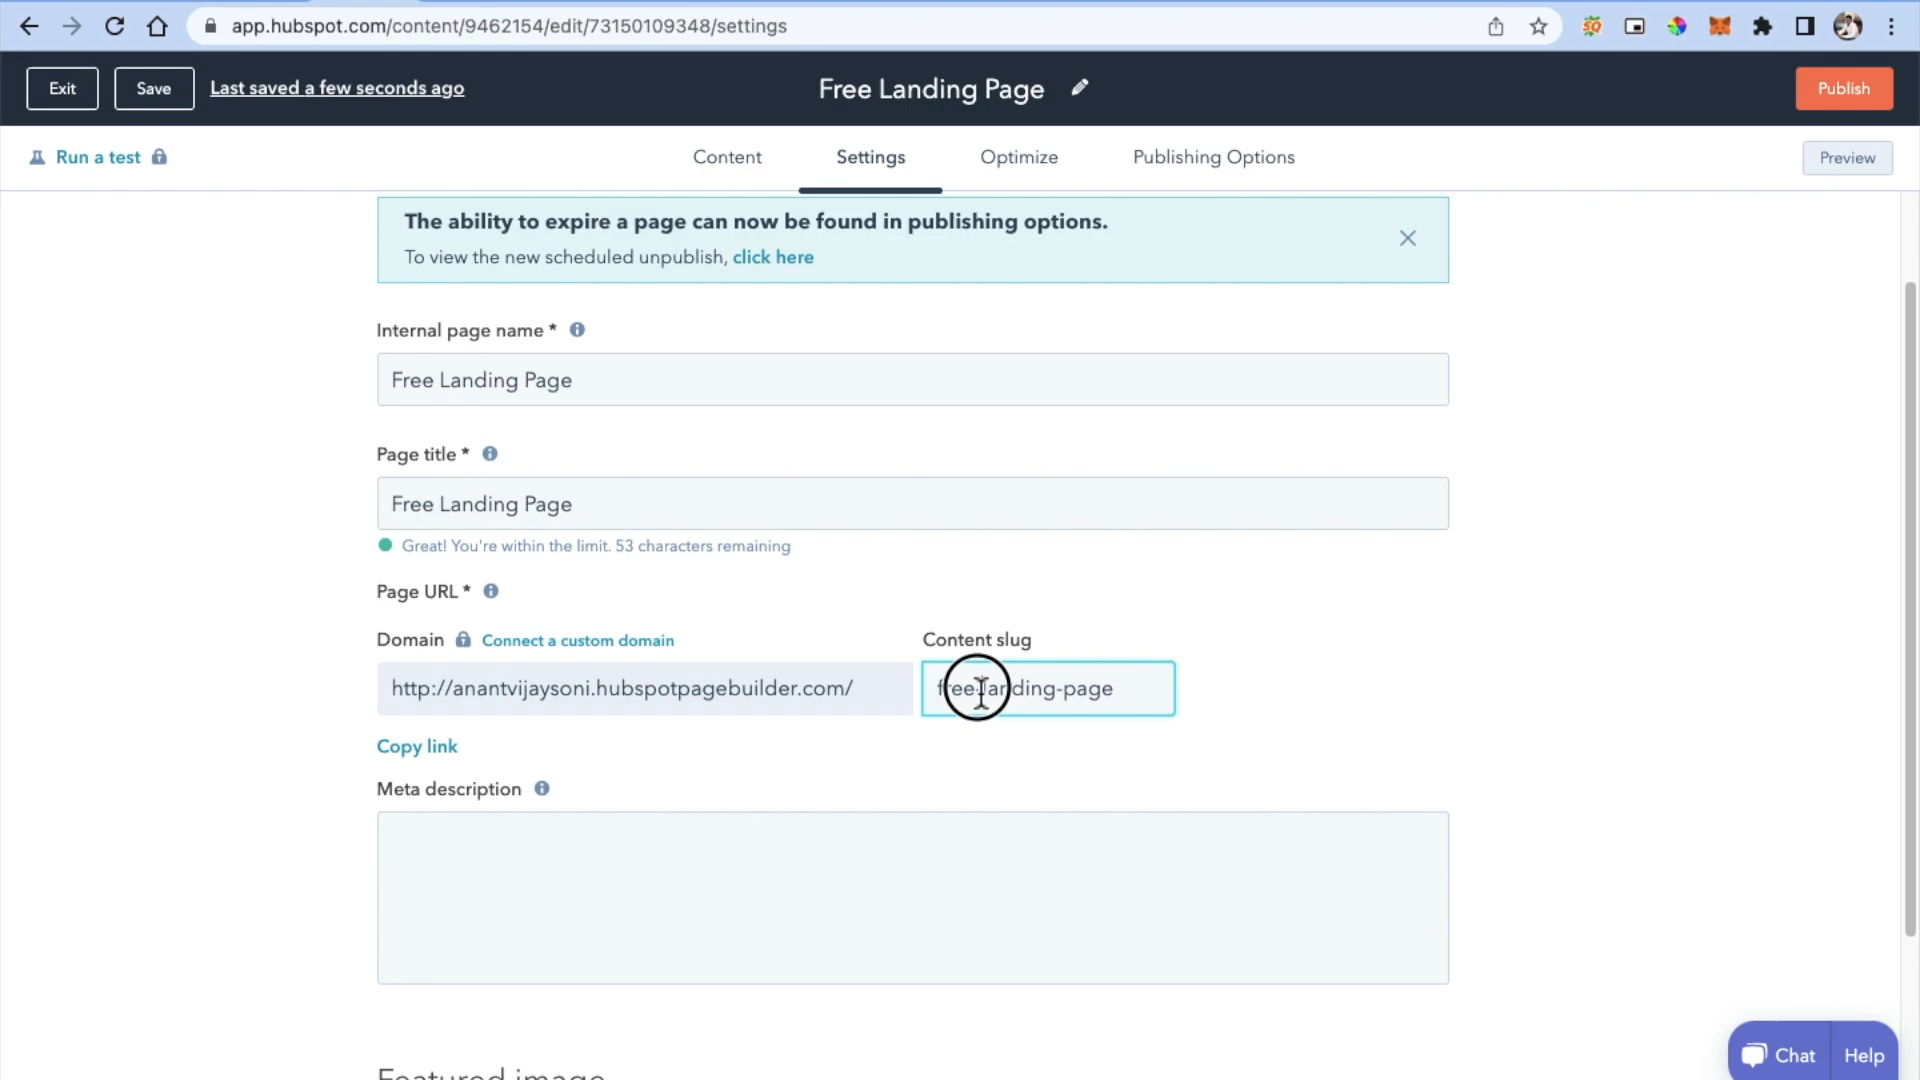 app.hubspot.com/content/9462154/edit/73150109348/settings
Exit
Save
Last saved a few seconds ago
Free Landing Page
Publish
Run a test
Content
Settings
Optimize
Publishing Options
Preview
The ability to expire a page can now be found in publishing options.
To view the new scheduled unpublish, click here
Internal page name *
Free Landing Page
Page title *
Free Landing Page
Great! You're within the limit. 53 characters remaining
Page URL *
Domain Connect a custom domain
Content slug
http://anantvijaysoni.hubspotpagebuilder.com/
free-landing-page
Copy link
Meta description
Featured image
Chat
Help